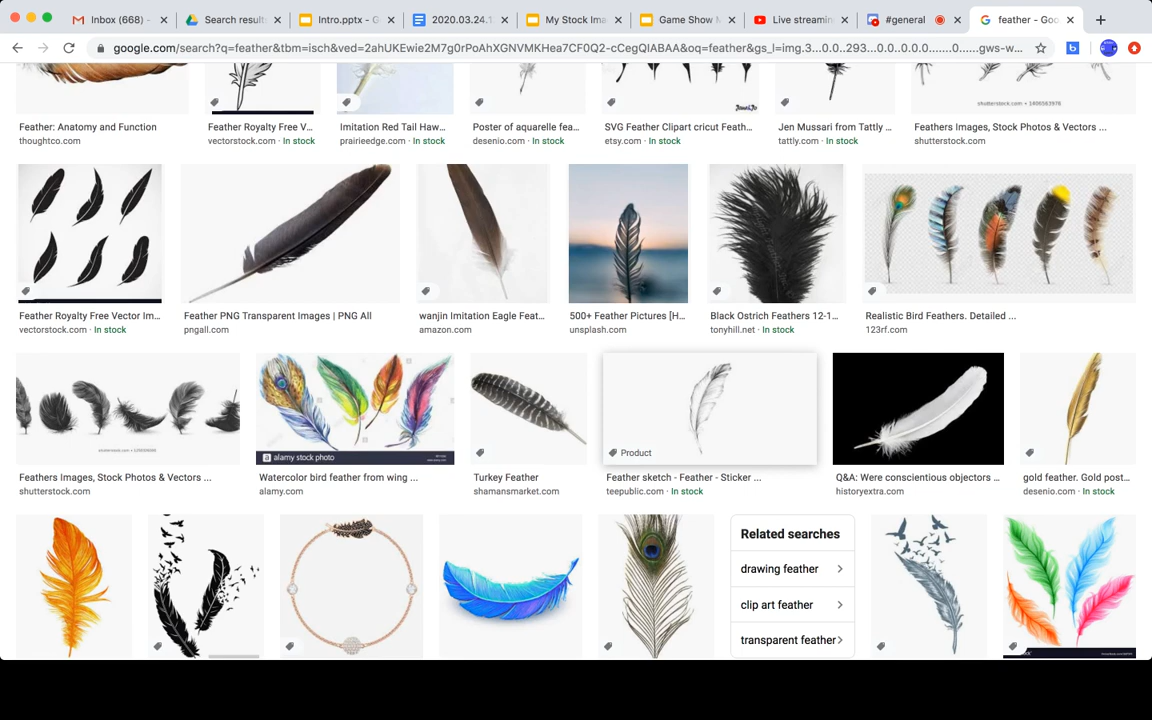 Inbox (668) -
Search results
Intro.pptx - G
2020.03.24.1
My Stock Ima
Game Show M
Live streamin
#general
feather - Goo
google.com/search?q=feather&tbm=isch&ved=2ahUKEwie2M7g0rPoAhXGNVMKHea7CF0Q2-cCegQIABAA&oq=feather&gs_l=img.3...0.0..293...0.0..0.0.0.......0......gws-w...
shutterstock.com • 1406563976
Feather: Anatomy and Function
thoughtco.com
Feather Royalty Free V...
vectorstock.com · In stock
Imitation Red Tail Haw...
prairieedge.com · In stock
Poster of aquarelle fea...
desenio.com · In stock
SVG Feather Clipart cricut Feath...
etsy.com · In stock
Jen Mussari from Tattly ...
tattly.com · In stock
Feathers Images, Stock Photos & Vectors ...
shutterstock.com
Feather Royalty Free Vector Im...
vectorstock.com · In stock
Feather PNG Transparent Images | PNG All
pngall.com
wanjin Imitation Eagle Feat...
amazon.com
500+ Feather Pictures [H...
unsplash.com
Black Ostrich Feathers 12-1...
tonyhill.net · In stock
Realistic Bird Feathers. Detailed ...
123rf.com
a alamy stock photo
Product
Feathers Images, Stock Photos & Vectors ...
shutterstock.com
Watercolor bird feather from wing ...
alamy.com
Turkey Feather
shamansmarket.com
Feather sketch - Feather - Sticker ...
teepublic.com · In stock
Q&A: Were conscientious objectors ...
historyextra.com
gold feather. Gold post...
desenio.com · In stock
Related searches
drawing feather
clip art feather
transparent feather